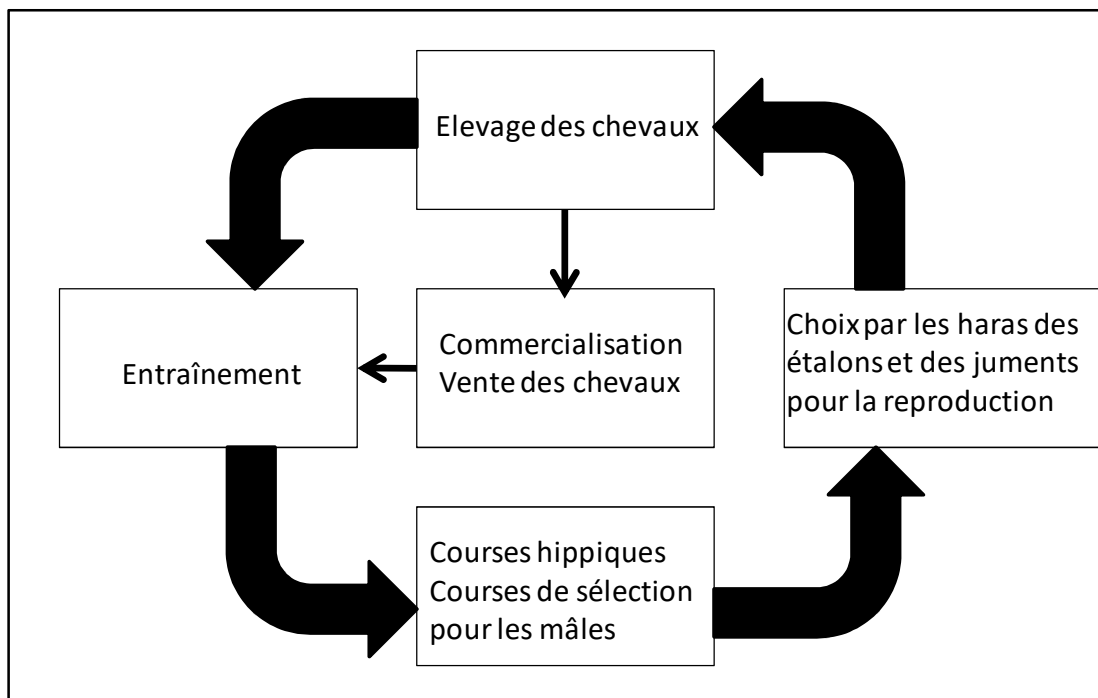 Elevage des chevaux
Entraînement
Commercialisation
Vente des chevaux
Choix par les haras des
étalons et des juments
pour la reproduction
Courses hippiques
Courses de sélection
pour les mâles